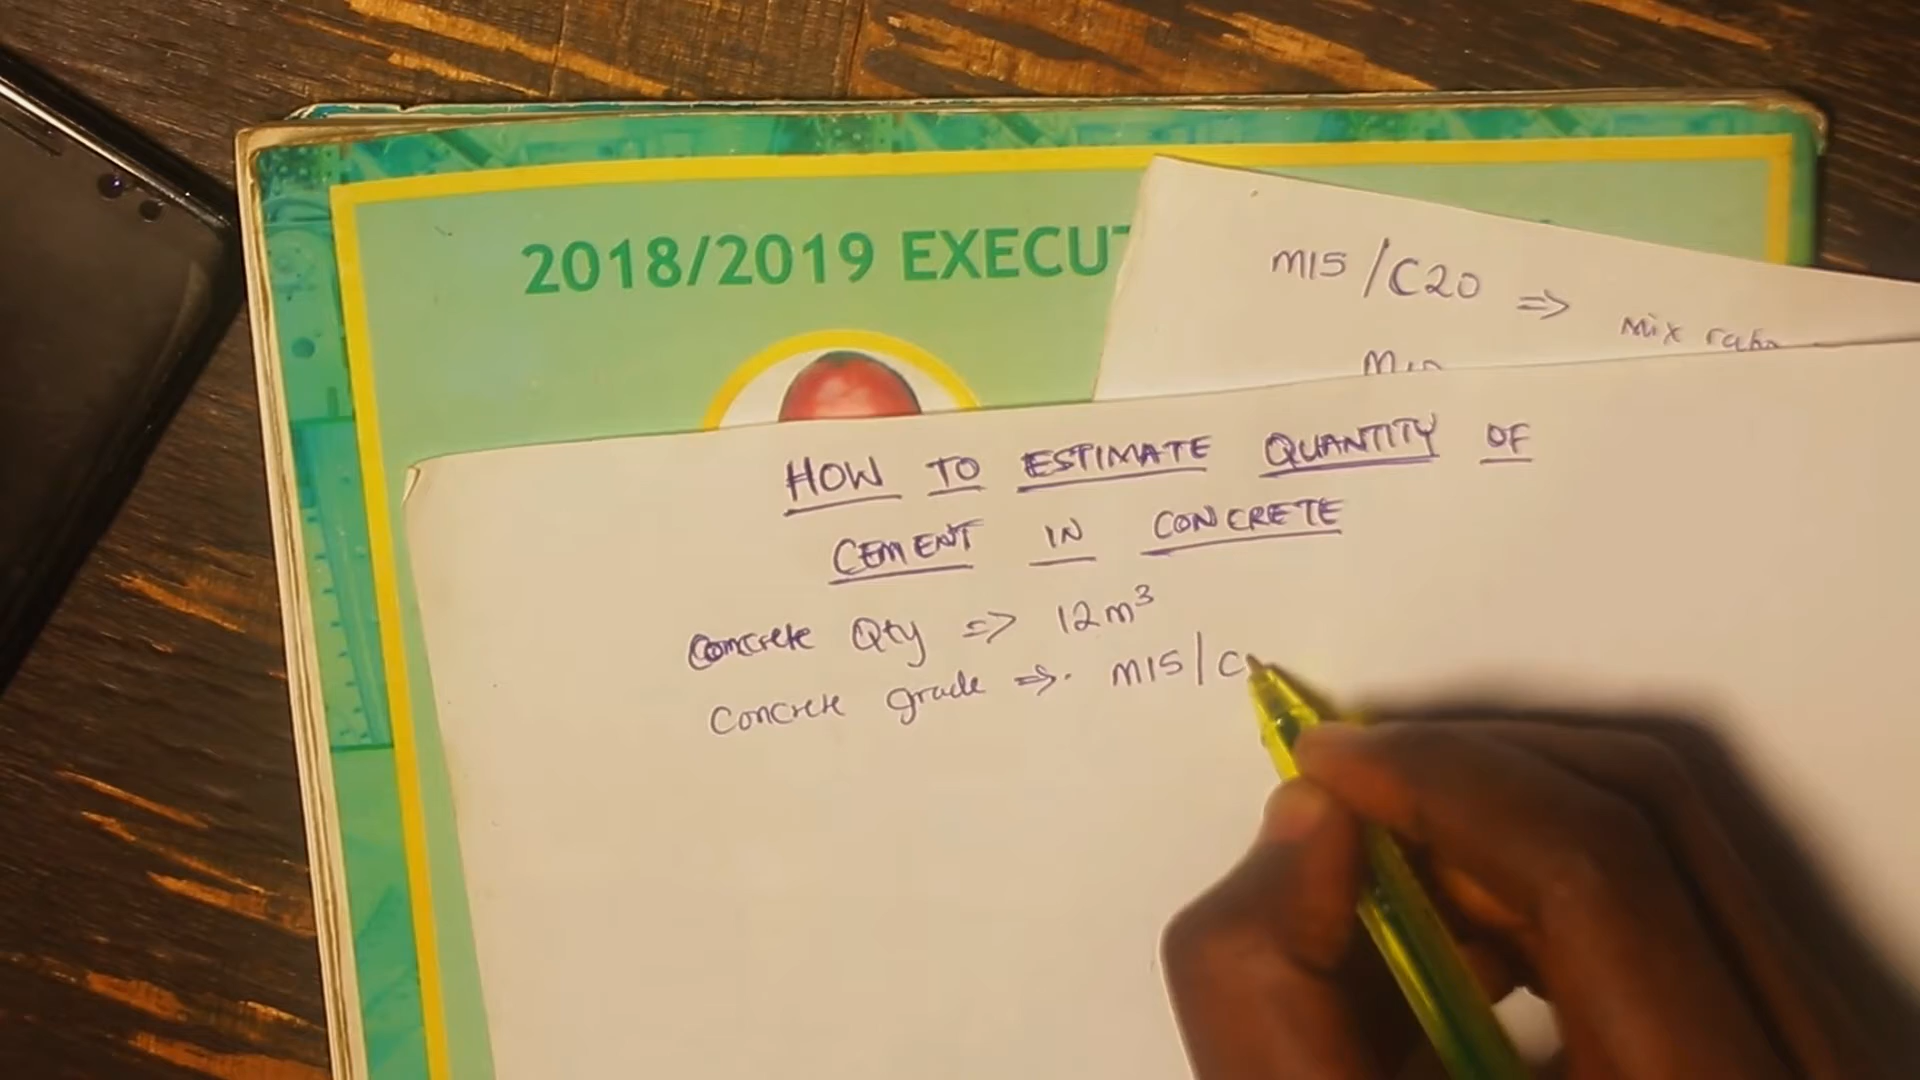 2018/2019 EXECUT
M15/C20 => Mix ratio
HOW TO ESTIMATE QUANTITY OF
CEMENT IN CONCRETE
Concrete Qty => 12m³
Concrete grade =>. M15/C